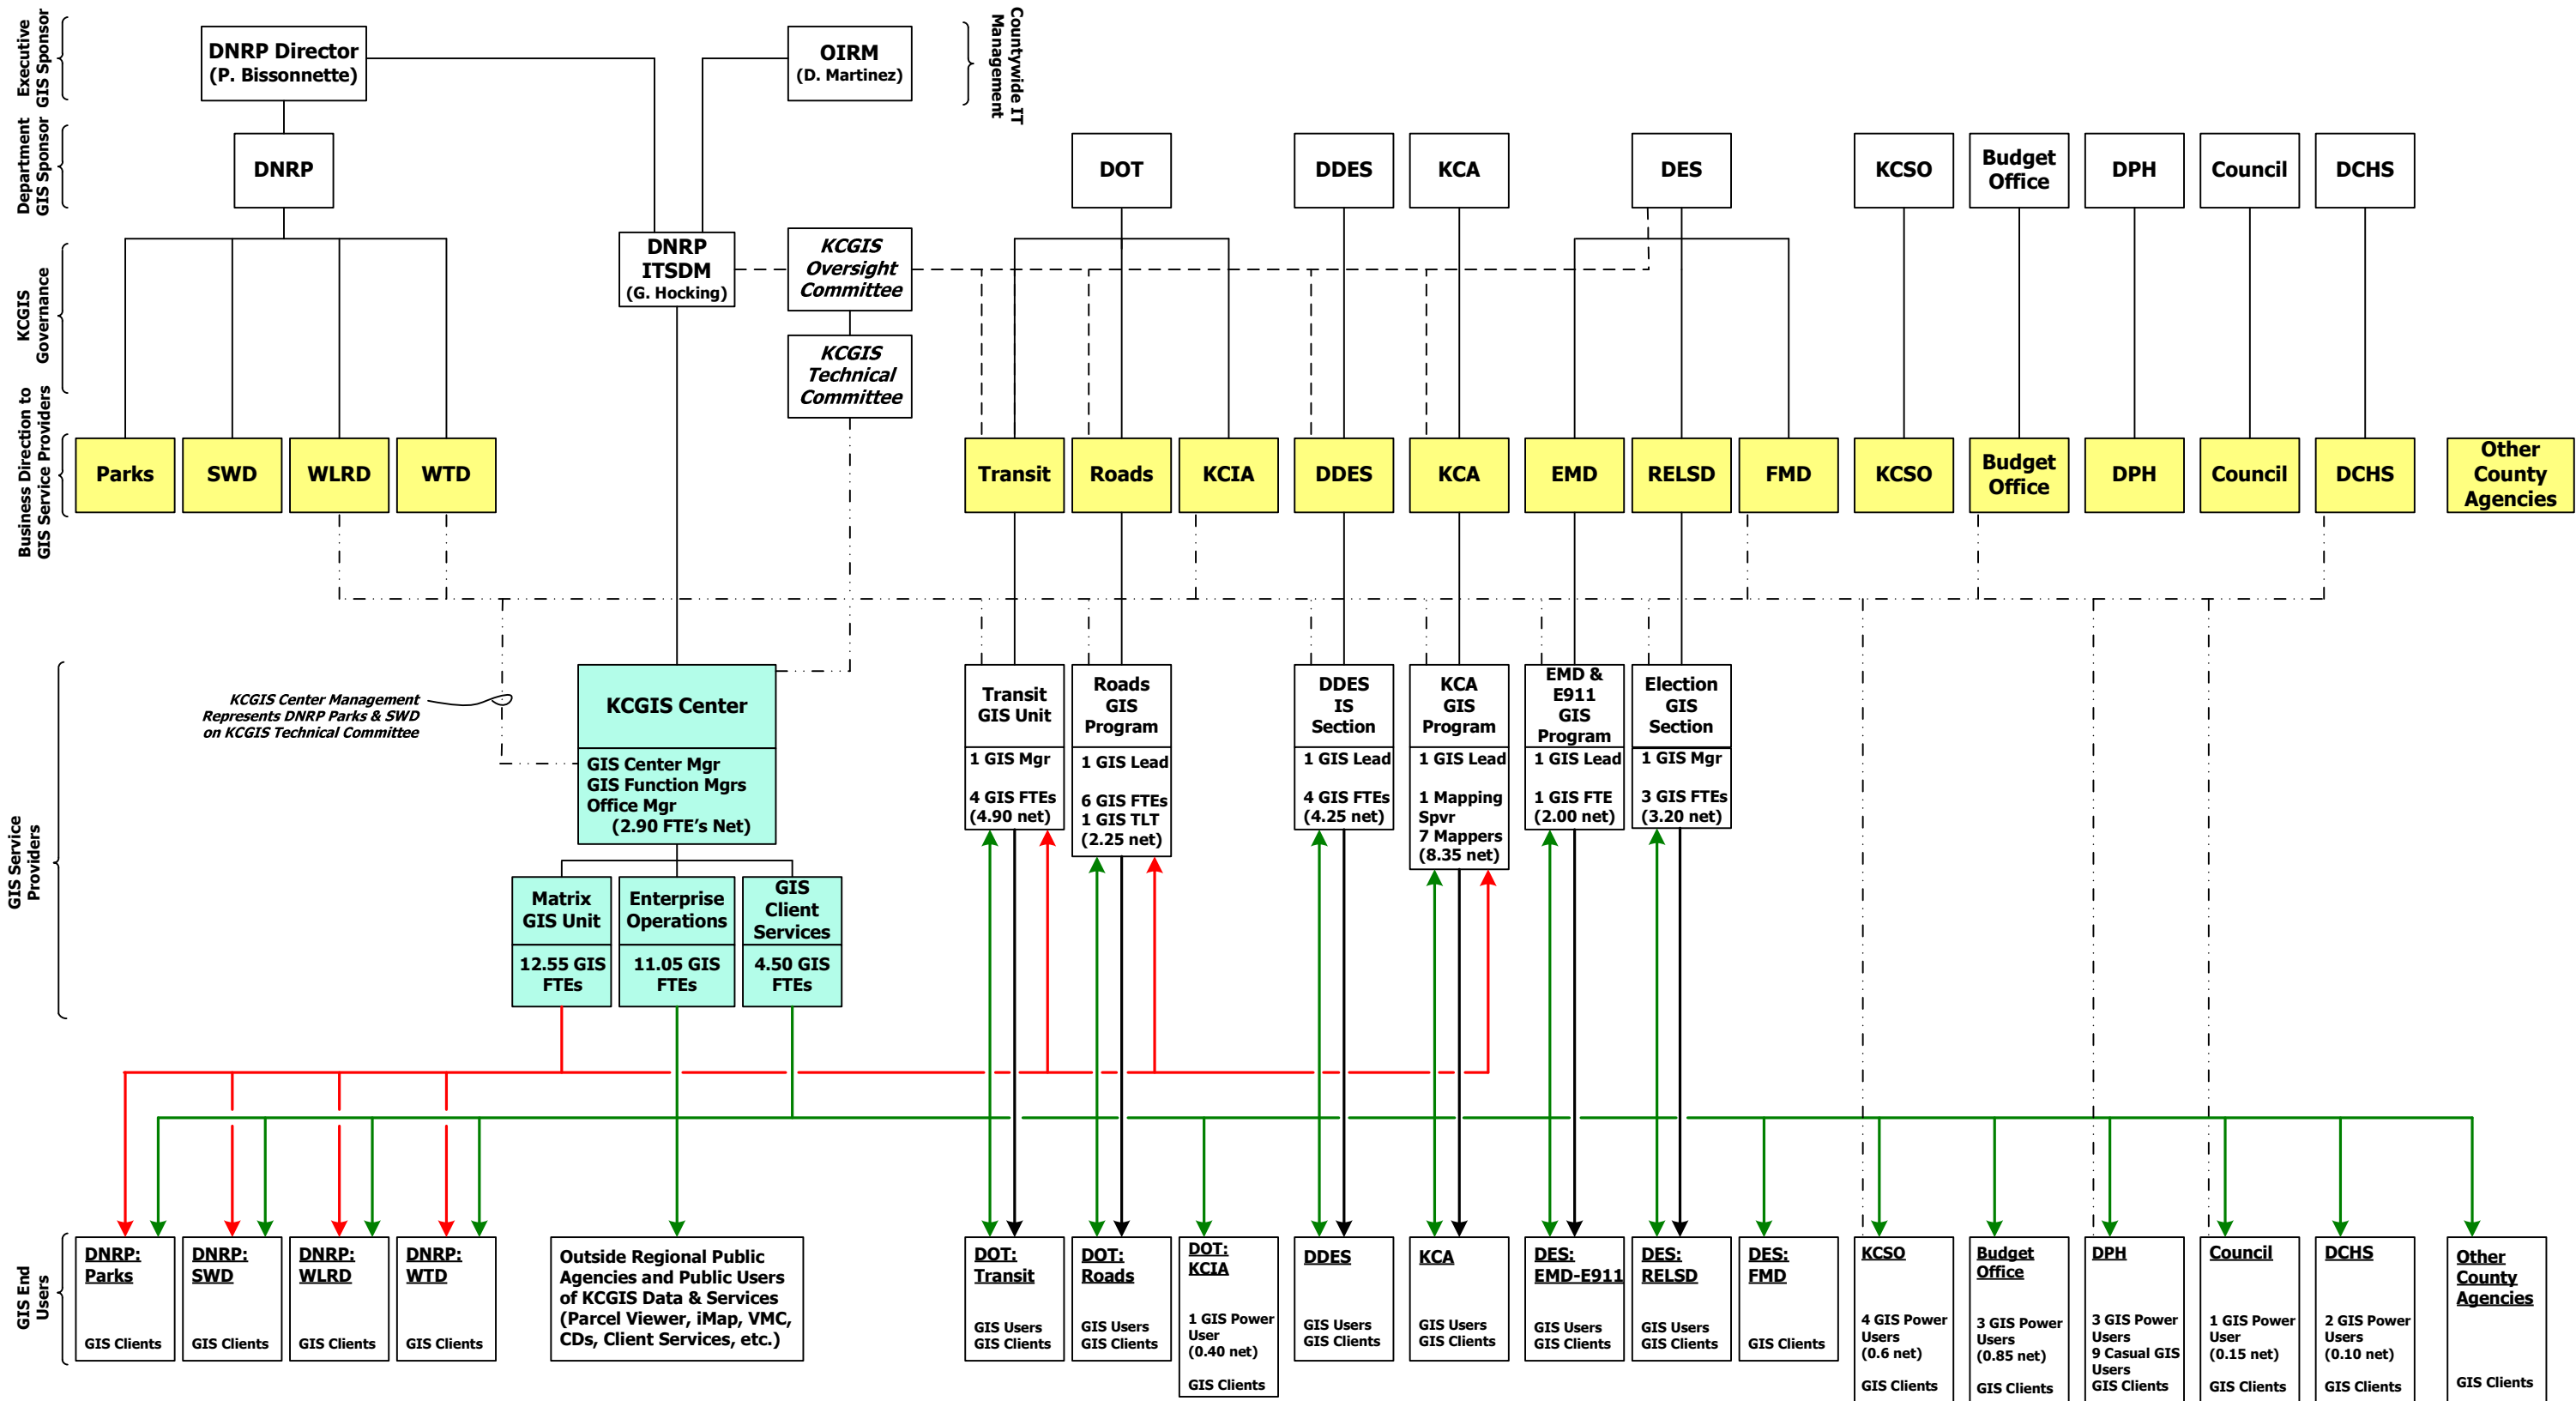 Executive
GIS Sponsor
DNRP Director
(P. Bissonnette)
OIRM
(D. Martinez)
Countywide IT
Management
Department
GIS Sponsor
DNRP
DOT
DDES
KCA
DES
KCSO
Budget
Office
DPH
Council
DCHS
KCGIS
Governance
DNRP
ITSDM
(G. Hocking)
KCGIS
Oversight
Committee
KCGIS
Technical
Committee
Business Direction to
GIS Service Providers
Parks
SWD
WLRD
WTD
Transit
Roads
KCIA
DDES
KCA
EMD
RELSD
FMD
KCSO
Budget
Office
DPH
Council
DCHS
Other
County
Agencies
GIS Service
Providers
KCGIS Center Management
Represents DNRP Parks & SWD
on KCGIS Technical Committee
KCGIS Center
GIS Center Mgr
GIS Function Mgrs
Office Mgr
(2.90 FTE's Net)
Matrix
GIS Unit
12.55 GIS
FTEs
Enterprise
Operations
11.05 GIS
FTEs
GIS
Client
Services
4.50 GIS
FTEs
Transit
GIS Unit
1 GIS Mgr
4 GIS FTEs
(4.90 net)
Roads
GIS
Program
1 GIS Lead
6 GIS FTEs
1 GIS TLT
(2.25 net)
DDES
IS
Section
1 GIS Lead
4 GIS FTEs
(4.25 net)
KCA
GIS
Program
1 GIS Lead
1 Mapping
Spvr
7 Mappers
(8.35 net)
EMD &
E911
GIS
Program
1 GIS Lead
1 GIS FTE
(2.00 net)
Election
GIS
Section
1 GIS Mgr
3 GIS FTEs
(3.20 net)
GIS End
Users
DNRP:
Parks
GIS Clients
DNRP:
SWD
GIS Clients
DNRP:
WLRD
GIS Clients
DNRP:
WTD
GIS Clients
Outside Regional Public
Agencies and Public Users
of KCGIS Data & Services
(Parcel Viewer, iMap, VMC,
CDs, Client Services, etc.)
DOT:
Transit
GIS Users
GIS Clients
DOT:
Roads
GIS Users
GIS Clients
DOT:
KCIA
1 GIS Power
User
(0.40 net)
GIS Clients
DDES
GIS Users
GIS Clients
KCA
GIS Users
GIS Clients
DES:
EMD-E911
GIS Users
GIS Clients
DES:
RELSD
GIS Users
GIS Clients
DES:
FMD
GIS Clients
KCSO
4 GIS Power
Users
(0.6 net)
GIS Clients
Budget
Office
3 GIS Power
Users
(0.85 net)
GIS Clients
DPH
3 GIS Power
Users
9 Casual GIS
Users
GIS Clients
Council
1 GIS Power
User
(0.15 net)
GIS Clients
DCHS
2 GIS Power
Users
(0.10 net)
GIS Clients
Other
County
Agencies
GIS Clients